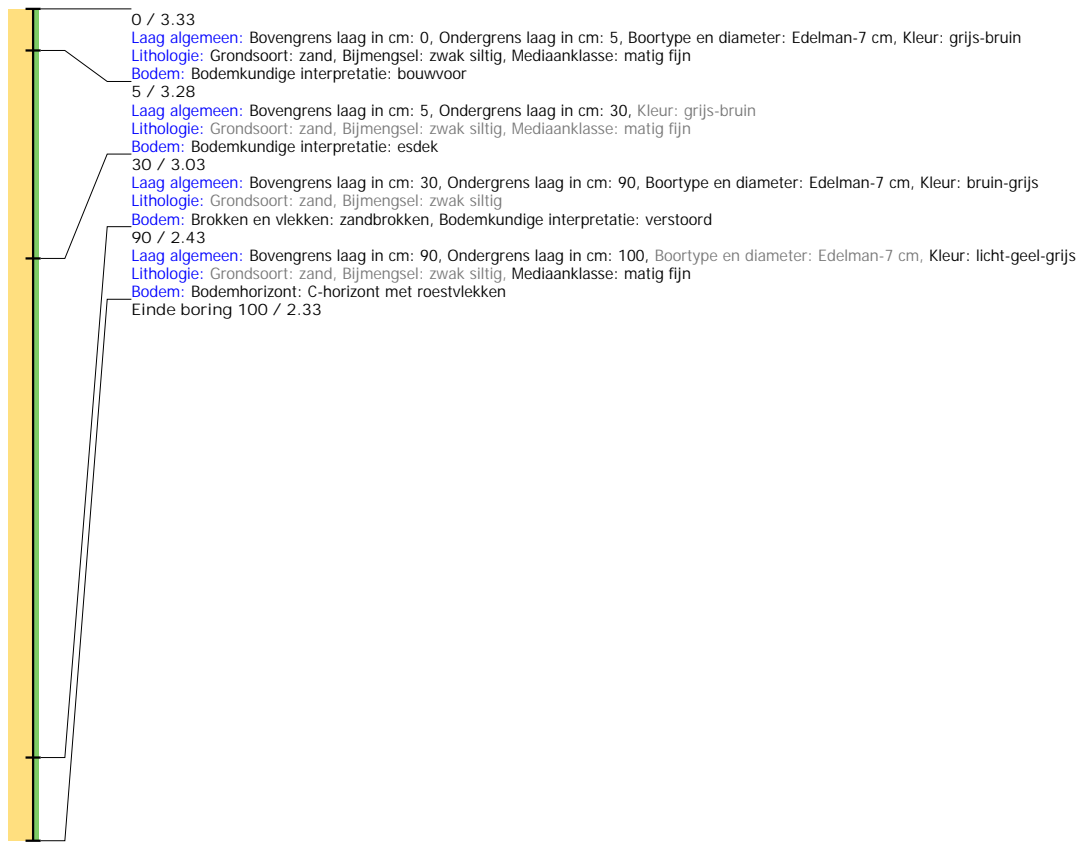 0 / 3.33
Laag algemeen: Bovengrens laag in cm: 0, Ondergrens laag in cm: 5, Boortype en diameter: Edelman-7 cm, Kleur: grijs-bruin
Lithologie: Grondsoort: zand, Bijmengsel: zwak siltig, Mediaanklasse: matig fijn
Bodem: Bodemkundige interpretatie: bouwvoor
5 / 3.28
Laag algemeen: Bovengrens laag in cm: 5, Ondergrens laag in cm: 30, Kleur: grijs-bruin
Lithologie: Grondsoort: zand, Bijmengsel: zwak siltig, Mediaanklasse: matig fijn
Bodem: Bodemkundige interpretatie: esdek
30 / 3.03
Laag algemeen: Bovengrens laag in cm: 30, Ondergrens laag in cm: 90, Boortype en diameter: Edelman-7 cm, Kleur: bruin-grijs
Lithologie: Grondsoort: zand, Bijmengsel: zwak siltig
Bodem: Brokken en vlekken: zandbrokken, Bodemkundige interpretatie: verstoord
90 / 2.43
Laag algemeen: Bovengrens laag in cm: 90, Ondergrens laag in cm: 100, Boortype en diameter: Edelman-7 cm, Kleur: licht-geel-grijs
Lithologie: Grondsoort: zand, Bijmengsel: zwak siltig, Mediaanklasse: matig fijn
Bodem: Bodemhorizont: C-horizont met roestvlekken
Einde boring 100 / 2.33